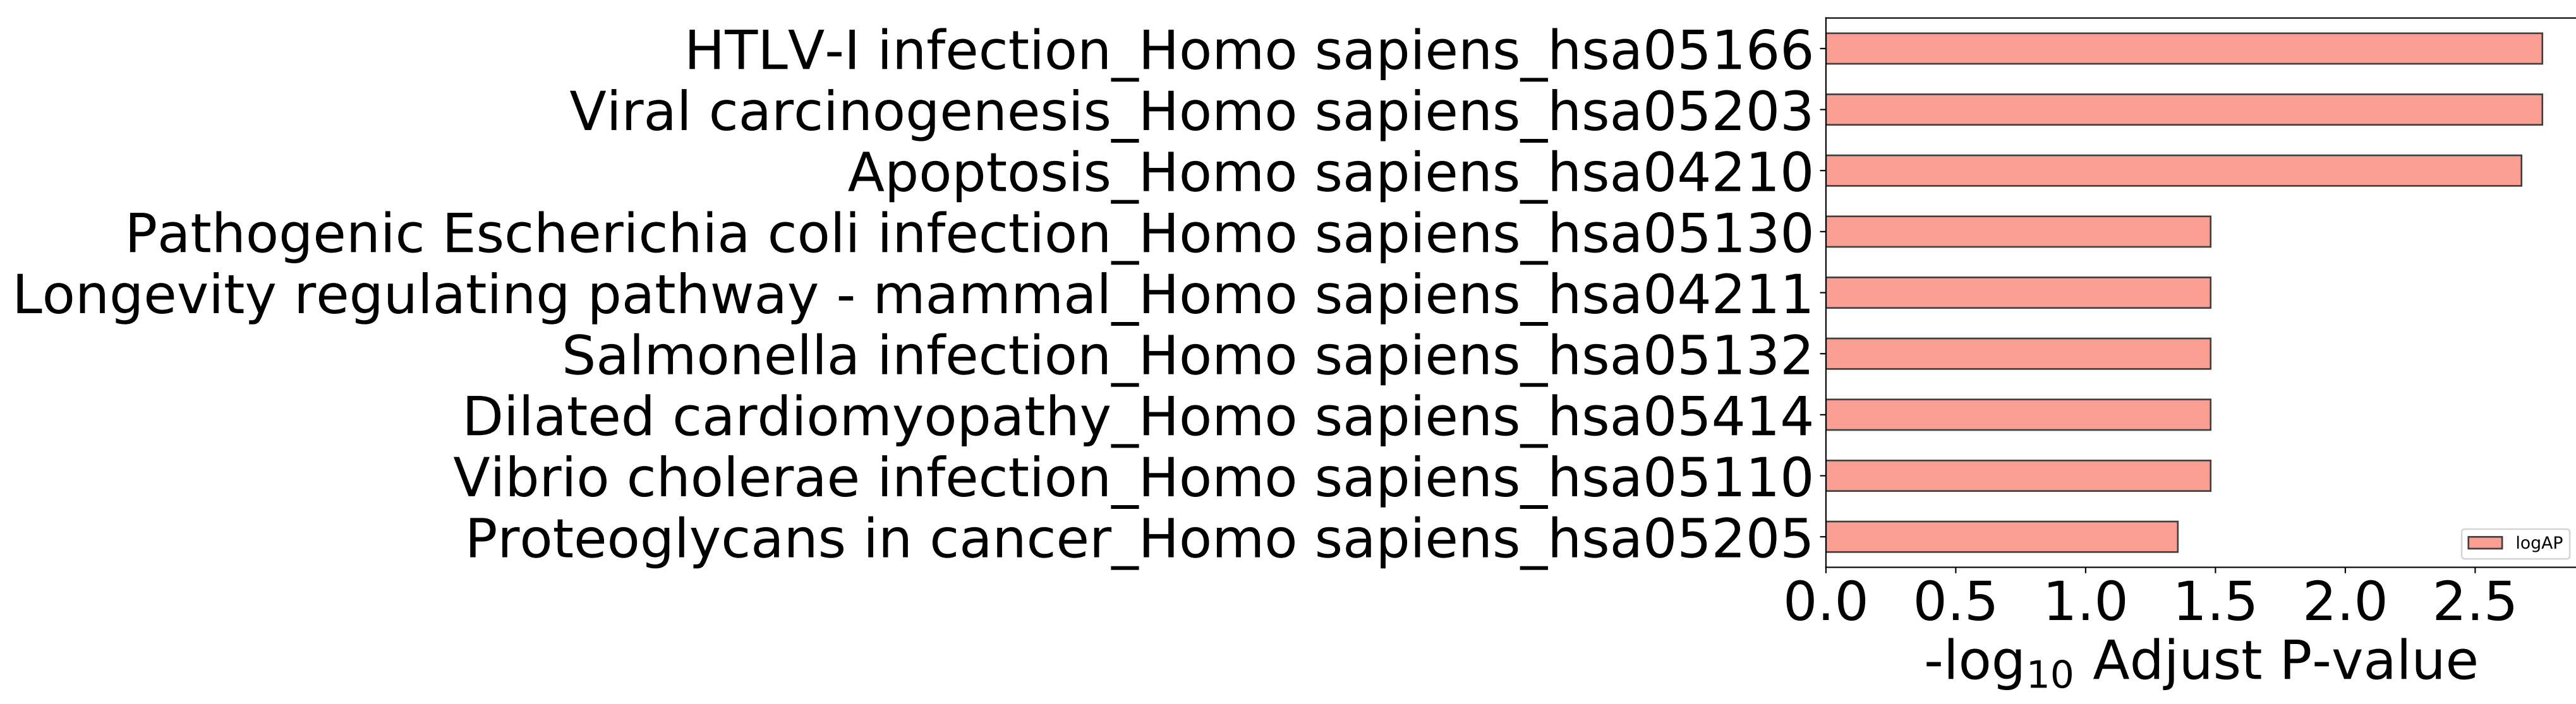 HTLV-I infection_Homo sapiens_hsa05166
Viral carcinogenesis_Homo sapiens_hsa05203
Apoptosis_Homo sapiens_hsa04210
Pathogenic Escherichia coli infection_Homo sapiens_hsa05130
Longevity regulating pathway - mammal_Homo sapiens_hsa04211
Salmonella infection_Homo sapiens_hsa05132
Dilated cardiomyopathy_Homo sapiens_hsa05414
Vibrio cholerae infection_Homo sapiens_hsa05110
Proteoglycans in cancer_Homo sapiens_hsa05205
logAP
0.0 0.5 1.0 1.5 2.0 2.5
-log₁₀ Adjust P-value